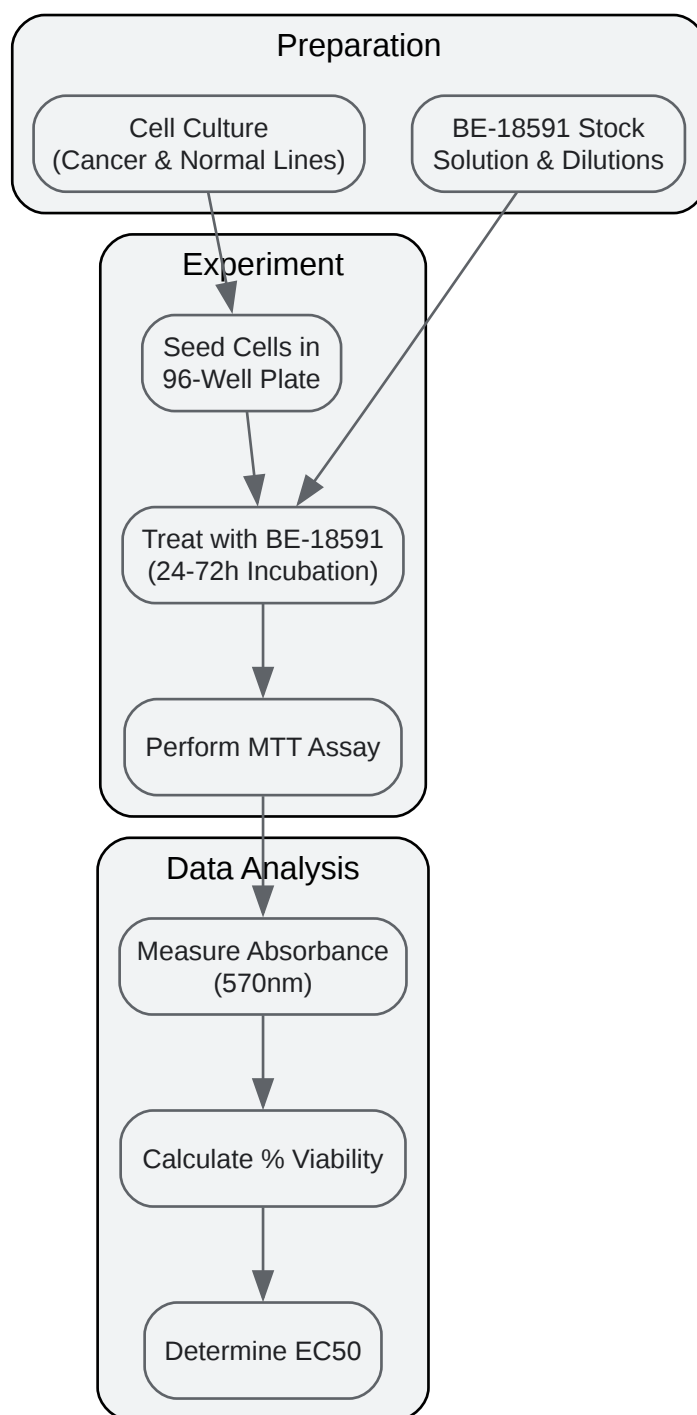 Preparation
Cell Culture
(Cancer & Normal Lines)
BE-18591 Stock
Solution & Dilutions
Experiment
Seed Cells in
96-Well Plate
Treat with BE-18591
(24-72h Incubation)
Perform MTT Assay
Data Analysis
Measure Absorbance
(570nm)
Calculate % Viability
Determine EC50